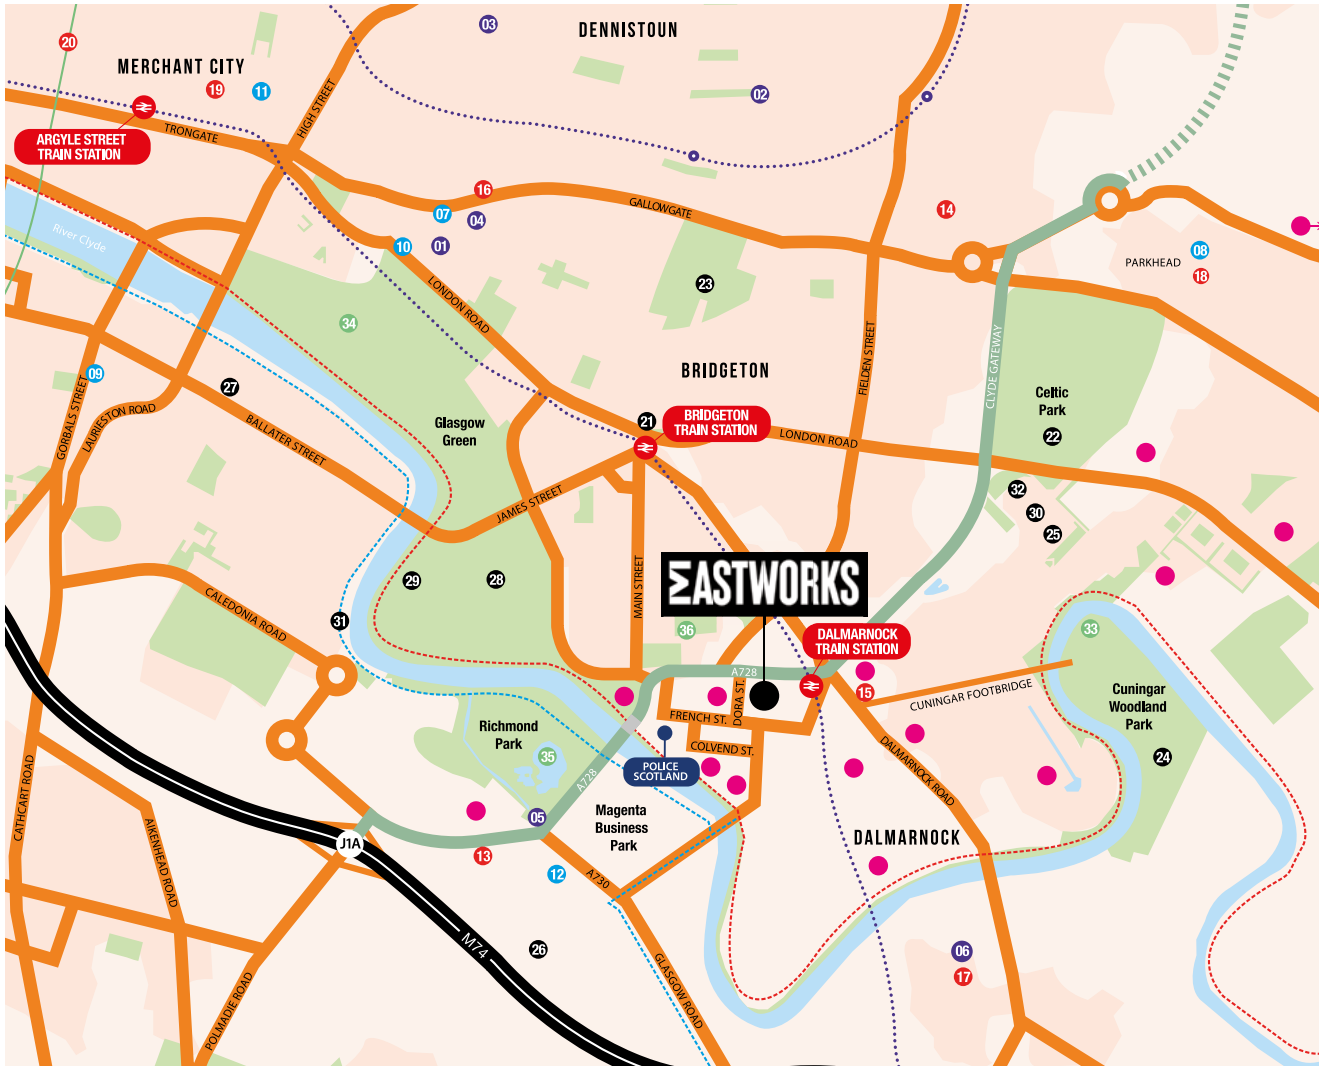 03
DENNISTOUN
20
MERCHANT CITY
19
11
02
HIGH STREET
TRONGATE
ARGYLE STREET
TRAIN STATION
16
GALLOWGATE
07
04
14
10
01
River Clyde
08
PARKHEAD
18
23
LONDON ROAD
34
FIELDEN STREET
CLYDE GATEWAY
BRIDGETON
09
27
GORBALS STREET
LAURIESTON ROAD
BALLATER STREET
Glasgow
Green
21
BRIDGETON
TRAIN STATION
LONDON ROAD
Celtic
Park
22
JAMES STREET
32
30
25
29
28
MAIN STREET
EASTWORKS
CALEDONIA ROAD
31
36
33
DALMARNOCK
TRAIN STATION
A728
15
DORA ST.
FRENCH ST.
COLVEND ST.
CUNINGAR FOOTBRIDGE
Cuningar
Woodland
Park
24
Richmond
Park
35
POLICE
SCOTLAND
A728
DALMARNOCK ROAD
CATHCART ROAD
AIKENHEAD ROAD
05
Magenta
Business
Park
DALMARNOCK
J1A
13
12
A730
M74
26
06
17
POLMADIE ROAD
GLASGOW ROAD